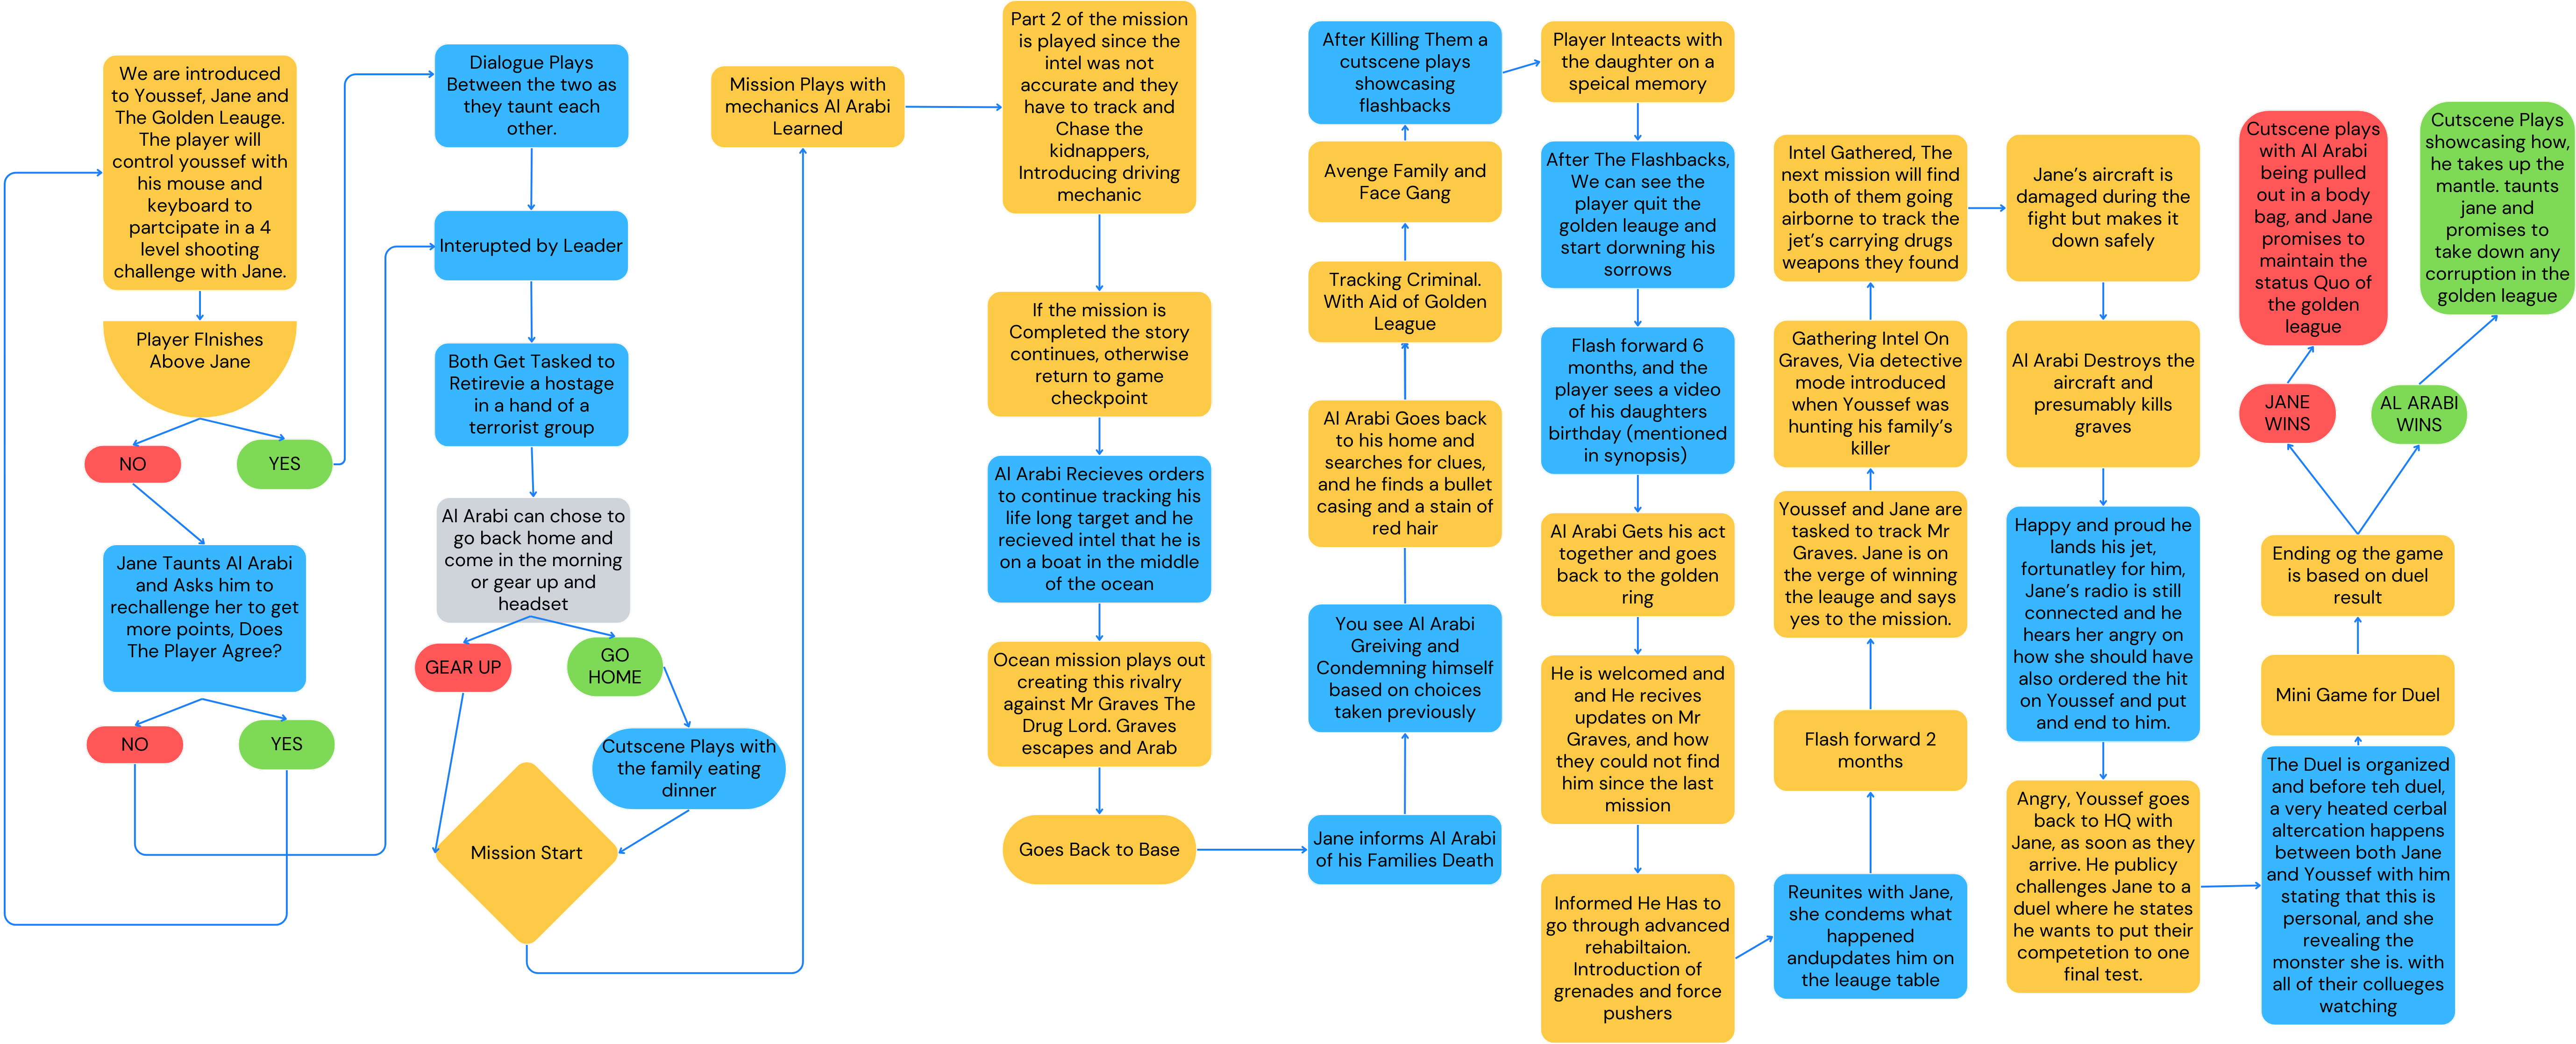 We are introduced
to Youssef, Jane and
The Golden Leauge.
The player will
control youssef with
his mouse and
keyboard to
partcipate in a 4
level shooting
challenge with Jane.
Player FInishes
Above Jane
NO
YES
Jane Taunts Al Arabi
and Asks him to
rechallenge her to get
more points, Does
The Player Agree?
NO
YES
Dialogue Plays
Between the two as
they taunt each
other.
Interupted by Leader
Both Get Tasked to
Retirevie a hostage
in a hand of a
terrorist group
Al Arabi can chose to
go back home and
come in the morning
or gear up and
headset
GEAR UP
GO
HOME
Cutscene Plays with
the family eating
dinner
Mission Start
Mission Plays with
mechanics Al Arabi
Learned
Part 2 of the mission
is played since the
intel was not
accurate and they
have to track and
Chase the
kidnappers,
Introducing driving
mechanic
If the mission is
Completed the story
continues, otherwise
return to game
checkpoint
Al Arabi Recieves orders
to continue tracking his
life long target and he
recieved intel that he is
on a boat in the middle
of the ocean
Ocean mission plays out
creating this rivalry
against Mr Graves The
Drug Lord. Graves
escapes and Arab
Goes Back to Base
Jane informs Al Arabi
of his Families Death
You see Al Arabi
Greiving and
Condemning himself
based on choices
taken previously
Al Arabi Goes back
to his home and
searches for clues,
and he finds a bullet
casing and a stain of
red hair
Tracking Criminal.
With Aid of Golden
League
Avenge Family and
Face Gang
After Killing Them a
cutscene plays
showcasing
flashbacks
Player Inteacts with
the daughter on a
speical memory
After The Flashbacks,
We can see the
player quit the
golden leauge and
start dorwning his
sorrows
Flash forward 6
months, and the
player sees a video
of his daughters
birthday (mentioned
in synopsis)
Al Arabi Gets his act
together and goes
back to the golden
ring
He is welcomed and
and He recives
updates on Mr
Graves, and how
they could not find
him since the last
mission
Informed He Has to
go through advanced
rehabiltaion.
Introduction of
grenades and force
pushers
Reunites with Jane,
she condems what
happened
andupdates him on
the leauge table
Flash forward 2
months
Youssef and Jane are
tasked to track Mr
Graves. Jane is on
the verge of winning
the leauge and says
yes to the mission.
Gathering Intel On
Graves, Via detective
mode introduced
when Youssef was
hunting his family's
killer
Intel Gathered, The
next mission will find
both of them going
airborne to track the
jet's carrying drugs
weapons they found
Jane's aircraft is
damaged during the
fight but makes it
down safely
Al Arabi Destroys the
aircraft and
presumably kills
graves
Happy and proud he
lands his jet,
fortunatley for him,
Jane's radio is still
connected and he
hears her angry on
how she should have
also ordered the hit
on Youssef and put
and end to him.
Angry, Youssef goes
back to HQ with
Jane, as soon as they
arrive. He publicy
challenges Jane to a
duel where he states
he wants to put their
competetion to one
final test.
The Duel is organized
and before teh duel,
a very heated cerbal
altercation happens
between both Jane
and Youssef with him
stating that this is
personal, and she
revealing the
monster she is. with
all of their collueges
watching
Mini Game for Duel
Ending og the game
is based on duel
result
JANE
WINS
AL ARABI
WINS
Cutscene plays
with Al Arabi
being pulled
out in a body
bag, and Jane
promises to
maintain the
status Quo of
the golden
league
Cutscene Plays
showcasing how,
he takes up the
mantle. taunts
jane and
promises to
take down any
corruption in the
golden league